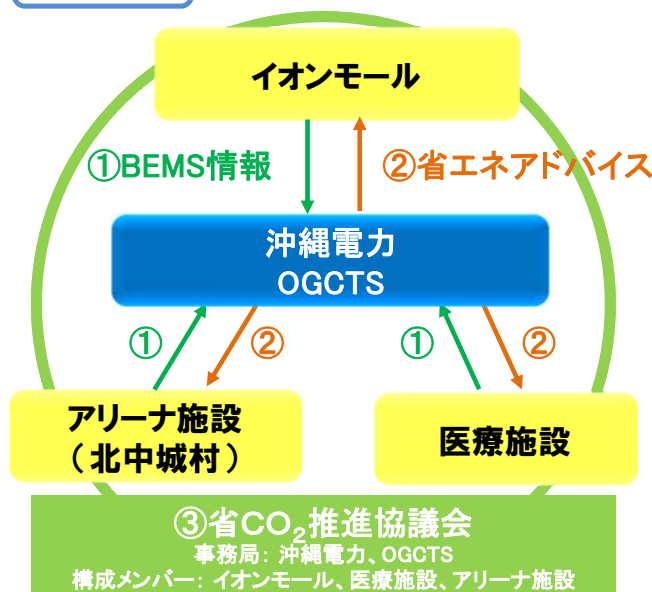 イオンモール
①BEMS情報
②省エネアドバイス
沖縄電力
OGCTS
①
②
①
②
アリーナ施設
(北中城村)
医療施設
③省CO₂推進協議会
事務局: 沖縄電力、OGCTS
構成メンバー: イオンモール、医療施設、アリーナ施設